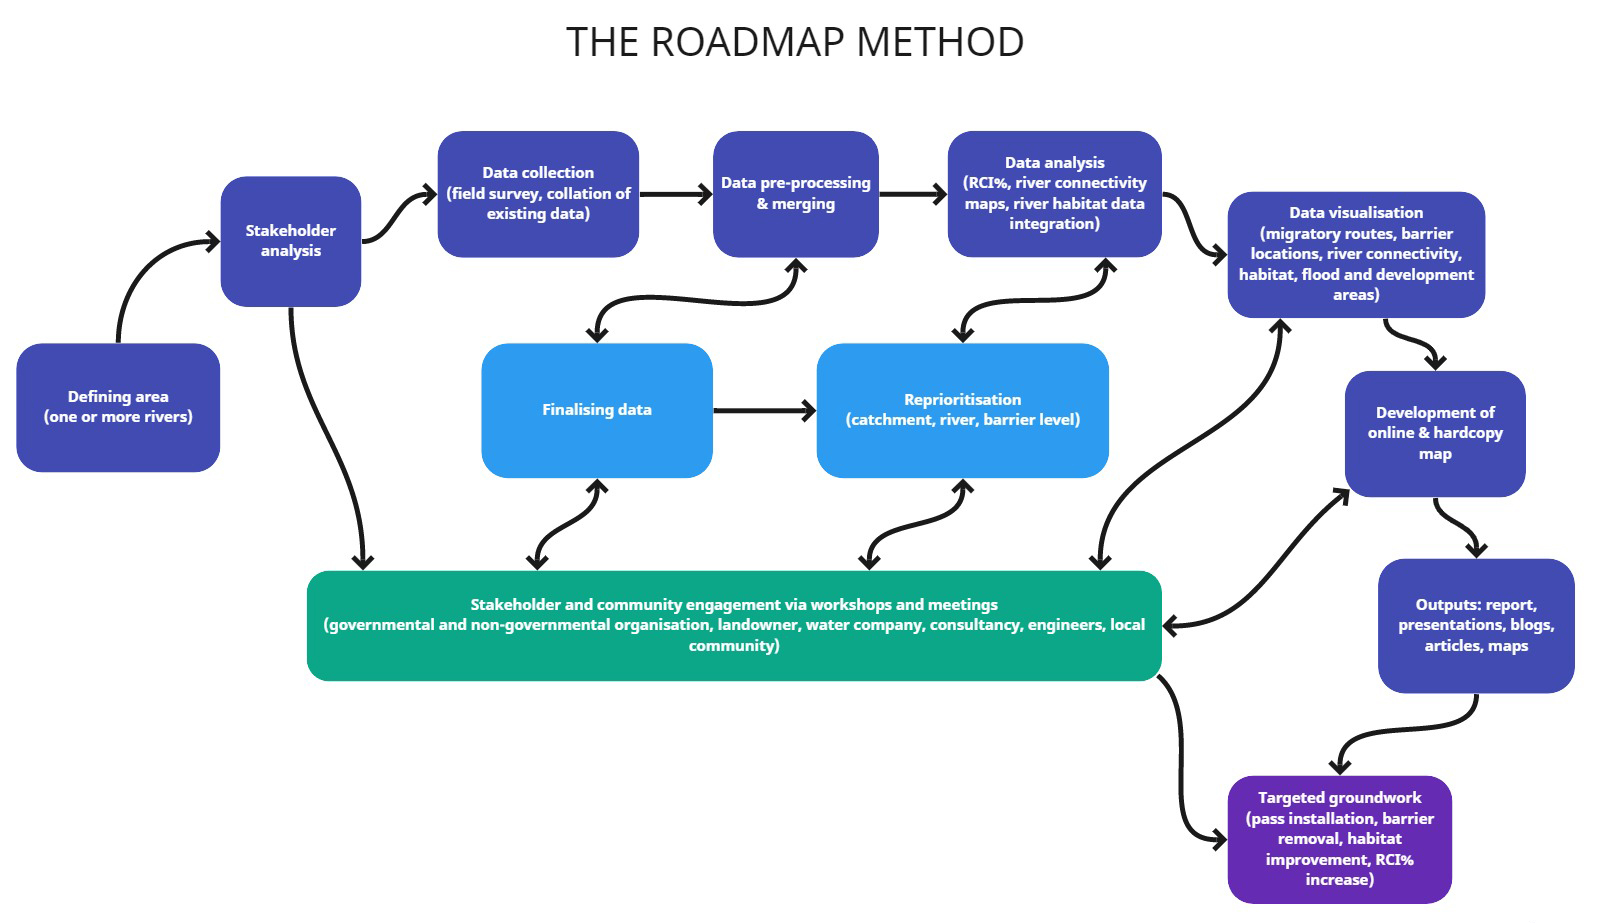 THE ROADMAP METHOD
Data collection
(field survey, collation of
existing data)
Data pre-processing
& merging
Data analysis
(RCI%, river connectivity
maps, river habitat data
integration)
Stakeholder
analysis
Data visualisation
(migratory routes, barrier
locations, river connectivity,
habitat, flood and development
areas)
Defining area
(one or more rivers)
Finalising data
Reprioritisation
(catchment, river, barrier level)
Development of
online & hardcopy
map
Stakeholder and community engagement via workshops and meetings
(governmental and non-governmental organisation, landowner, water company, consultancy, engineers, local
community)
Outputs: report,
presentations, blogs,
articles, maps
Targeted groundwork
(pass installation, barrier
removal, habitat
improvement, RCI%
increase)